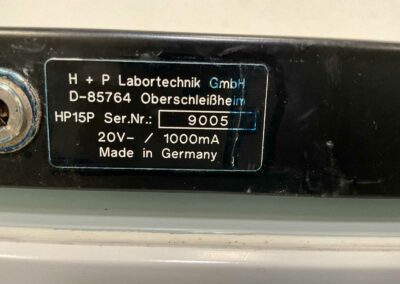 H + P Labortechnik GmbH
D-85764 Oberschleißheim
HP15P Ser.Nr.: 9005
20V- / 1000mA
Made in Germany